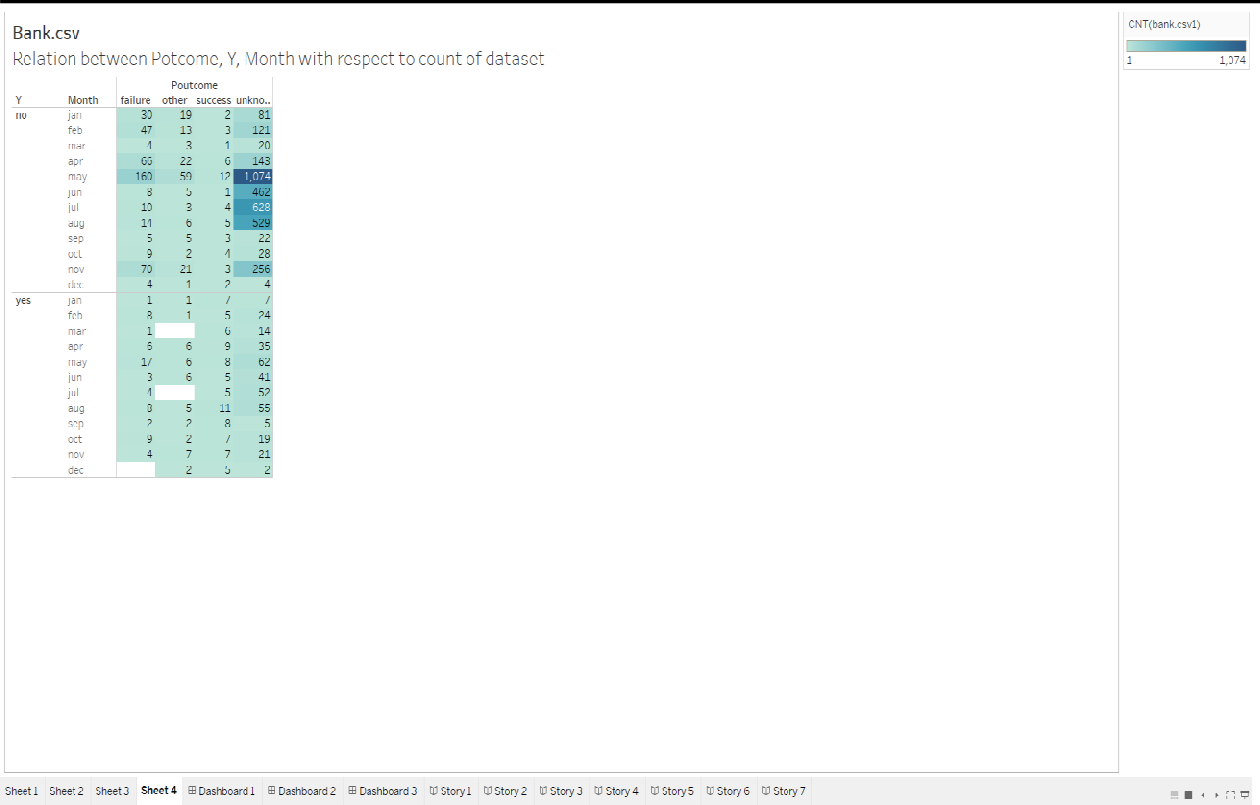 Bank.csv
Relation between Potcome, Y, Month with respect to count of dataset
Poutcome
Y Month failure other success unkno..
no jan 30 19 2 81
feb 47 13 3 121
mar 4 3 1 20
apr 66 22 6 143
may 160 59 12 1,074
jun 8 5 1 462
jul 10 3 4 628
aug 14 6 5 529
sep 5 5 3 22
oct 9 2 4 28
nov 70 21 3 256
dec 4 1 2 4
yes jan 1 1 7 7
feb 8 1 5 24
mar 1 6 14
apr 6 9 35
may 17 6 8 62
jun 3 6 5 41
jul 4 5 52
aug 8 5 11 55
sep 2 2 8 5
oct 9 2 7 19
nov 4 7 7 21
dec 2 5 2
CNT(bank.csv1)
1 1,074
Sheet 1 Sheet 2 Sheet 3 Sheet 4 Dashboard 1 Dashboard 2 Dashboard 3 Story 1 Story 2 Story 3 Story 4 Story 5 Story 6 Story 7